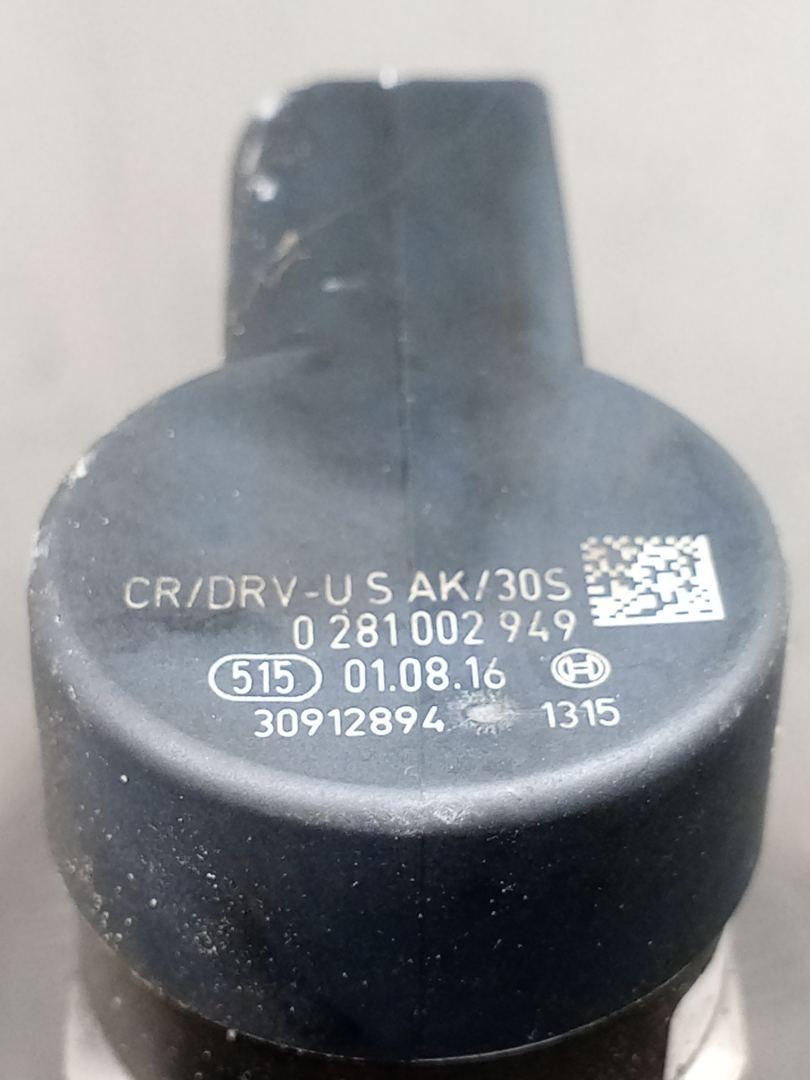 CR/DRV-U S AK/30S
0 281 002 949
515 01.08.16
30912894 1315